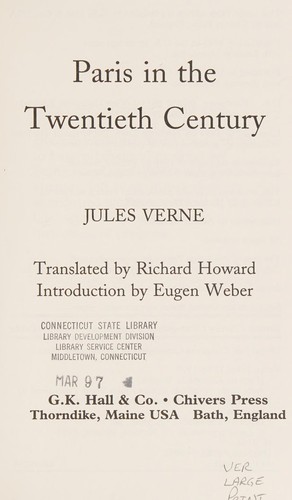 Paris in the
Twentieth Century
JULES VERNE
Translated by Richard Howard
Introduction by Eugen Weber
CONNECTICUT STATE LIBRARY
LIBRARY DEVELOPMENT DIVISION
LIBRARY SERVICE CENTER
MIDDLETOWN, CONNECTICUT
MAR 97
G.K. Hall & Co. • Chivers Press
Thorndike, Maine USA Bath, England
VER
LARGE
PRINT